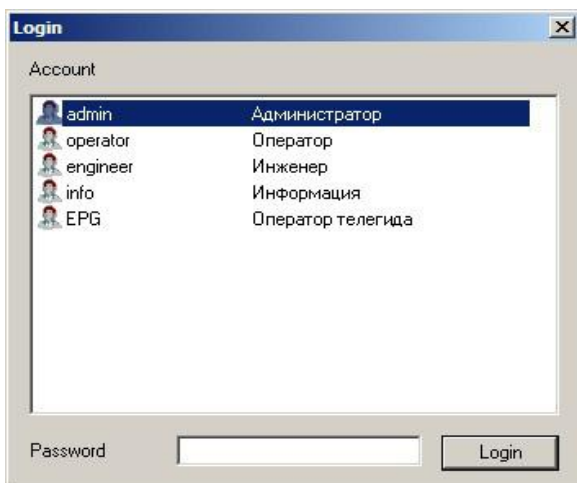 Login
Account
admin Администратор
operator Оператор
engineer Инженер
info Информация
EPG Оператор телегида
Password Login